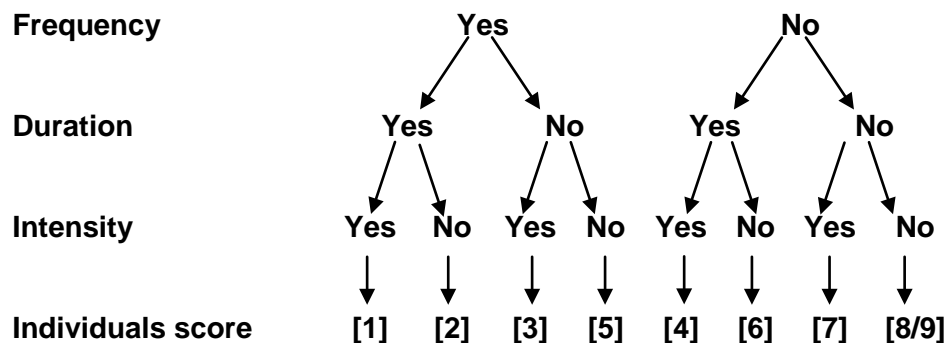 Frequency Yes No
Duration Yes No Yes No
Intensity Yes No Yes No Yes No Yes No
Individuals score [1] [2] [3] [5] [4] [6] [7] [8/9]